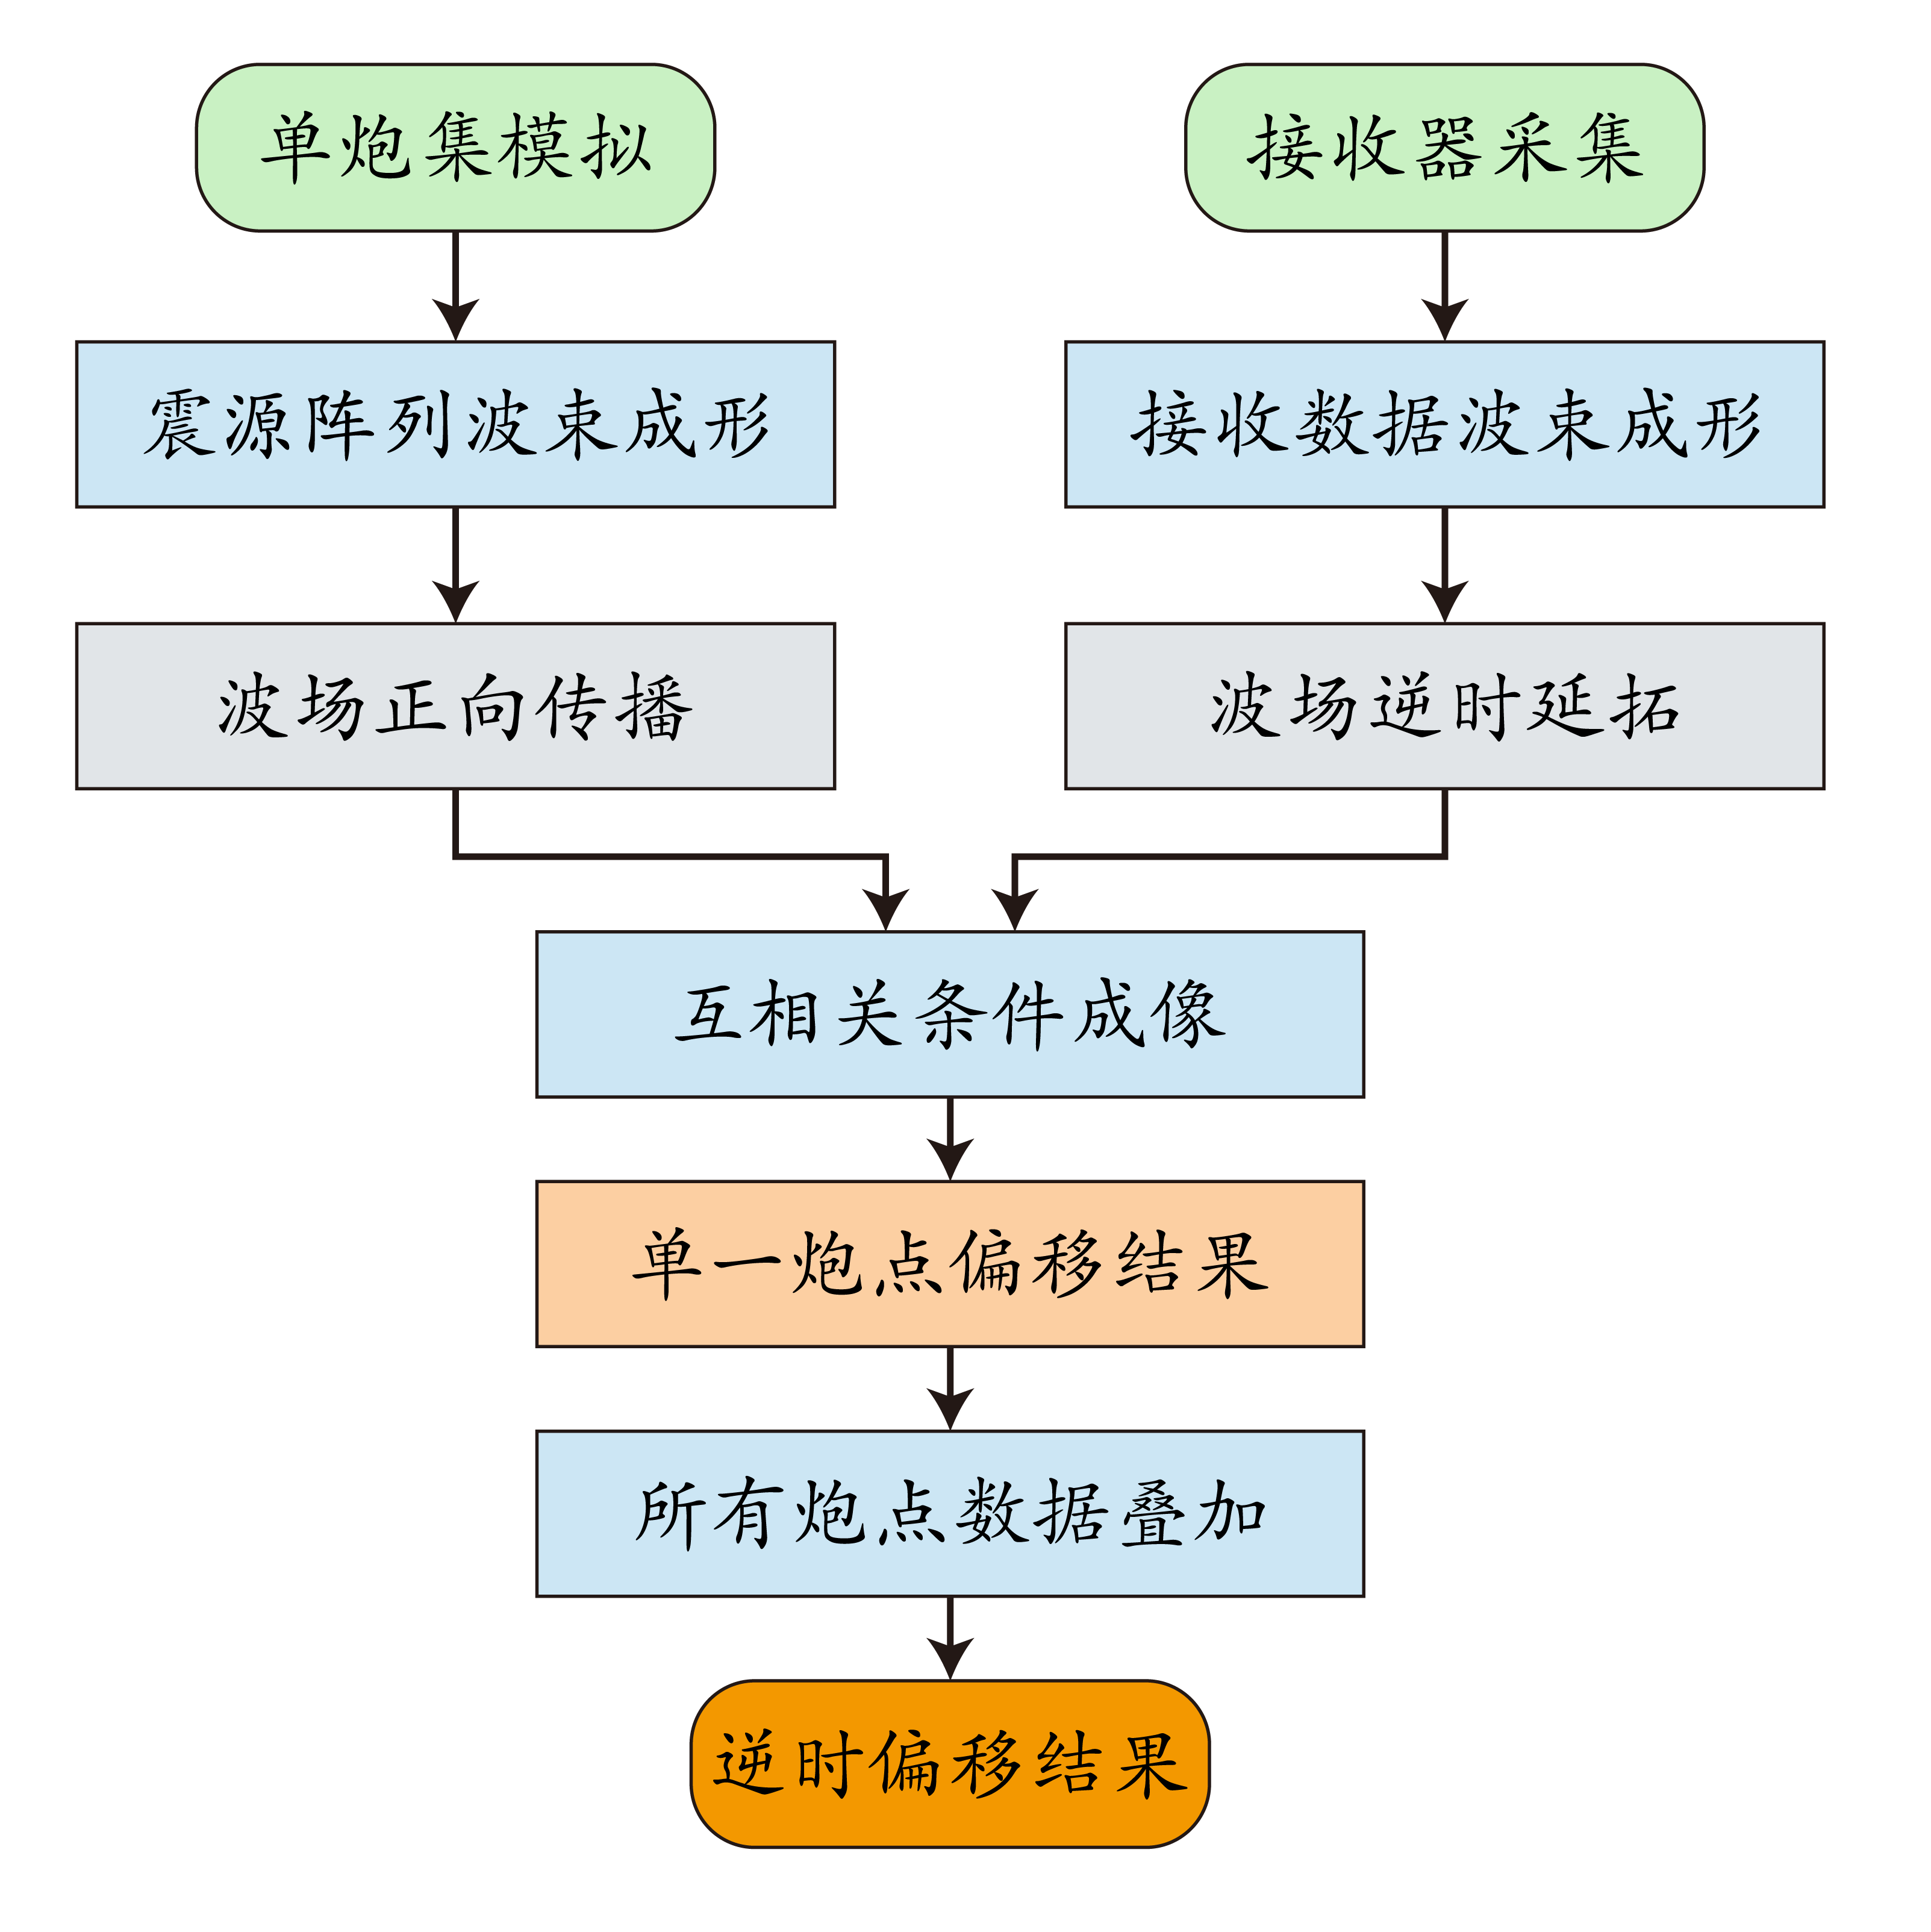 单炮集模拟
接收器采集
震源阵列波束成形
接收数据波束成形
波场正向传播
波场逆时延拓
互相关条件成像
单一炮点偏移结果
所有炮点数据叠加
逆时偏移结果